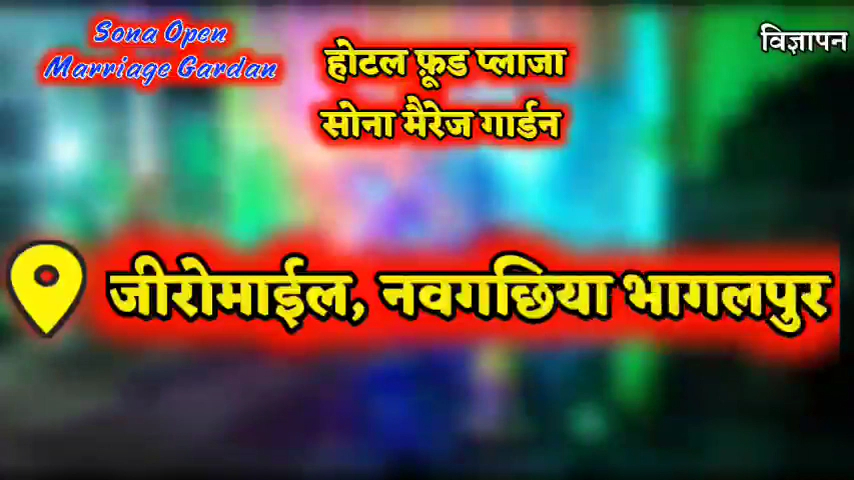 Sona Open
Marriage Gardan
होटल फ़ूड प्लाजा
सोना मैरेज गार्डन
विज्ञापन
जीरोमाईल, नवगछिया भागलपुर